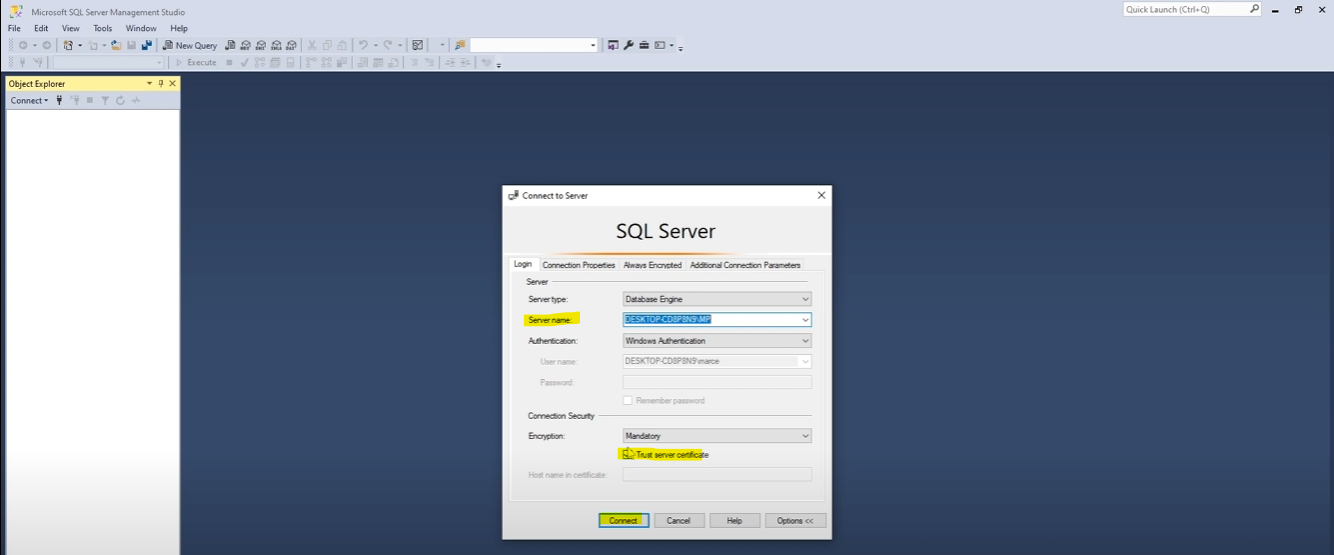 Microsoft SQL Server Management Studio
Quick Launch (Ctrl+Q)
File Edit View Tools Window Help
New Query
Execute
Object Explorer
Connect
Connect to Server
SQL Server
Login Connection Properties Always Encrypted Additional Connection Parameters
Server
Server type: Database Engine
Server name: DESKTOP-CD8P8N9\MP
Authentication: Windows Authentication
User name: DESKTOP-CD8P8N9\marce
Password:
Remember password
Connection Security
Encryption: Mandatory
Trust server certificate
Host name in certificate:
Connect Cancel Help Options <<